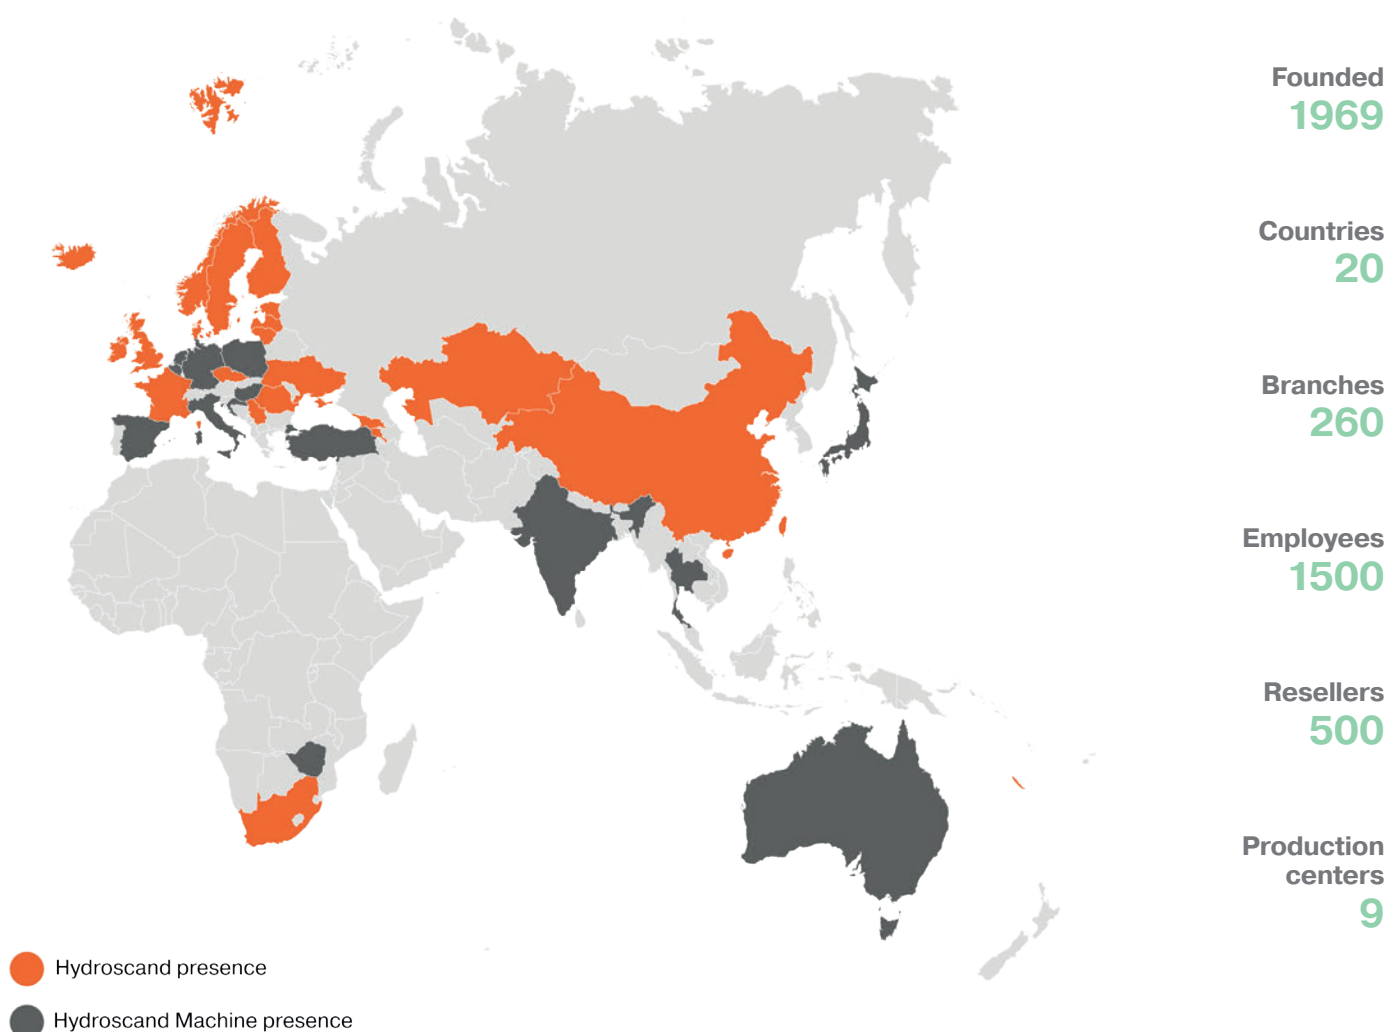 Founded
1969
Countries
20
Branches
260
Employees
1500
Resellers
500
Production
centers
9
Hydroscand presence
Hydroscand Machine presence